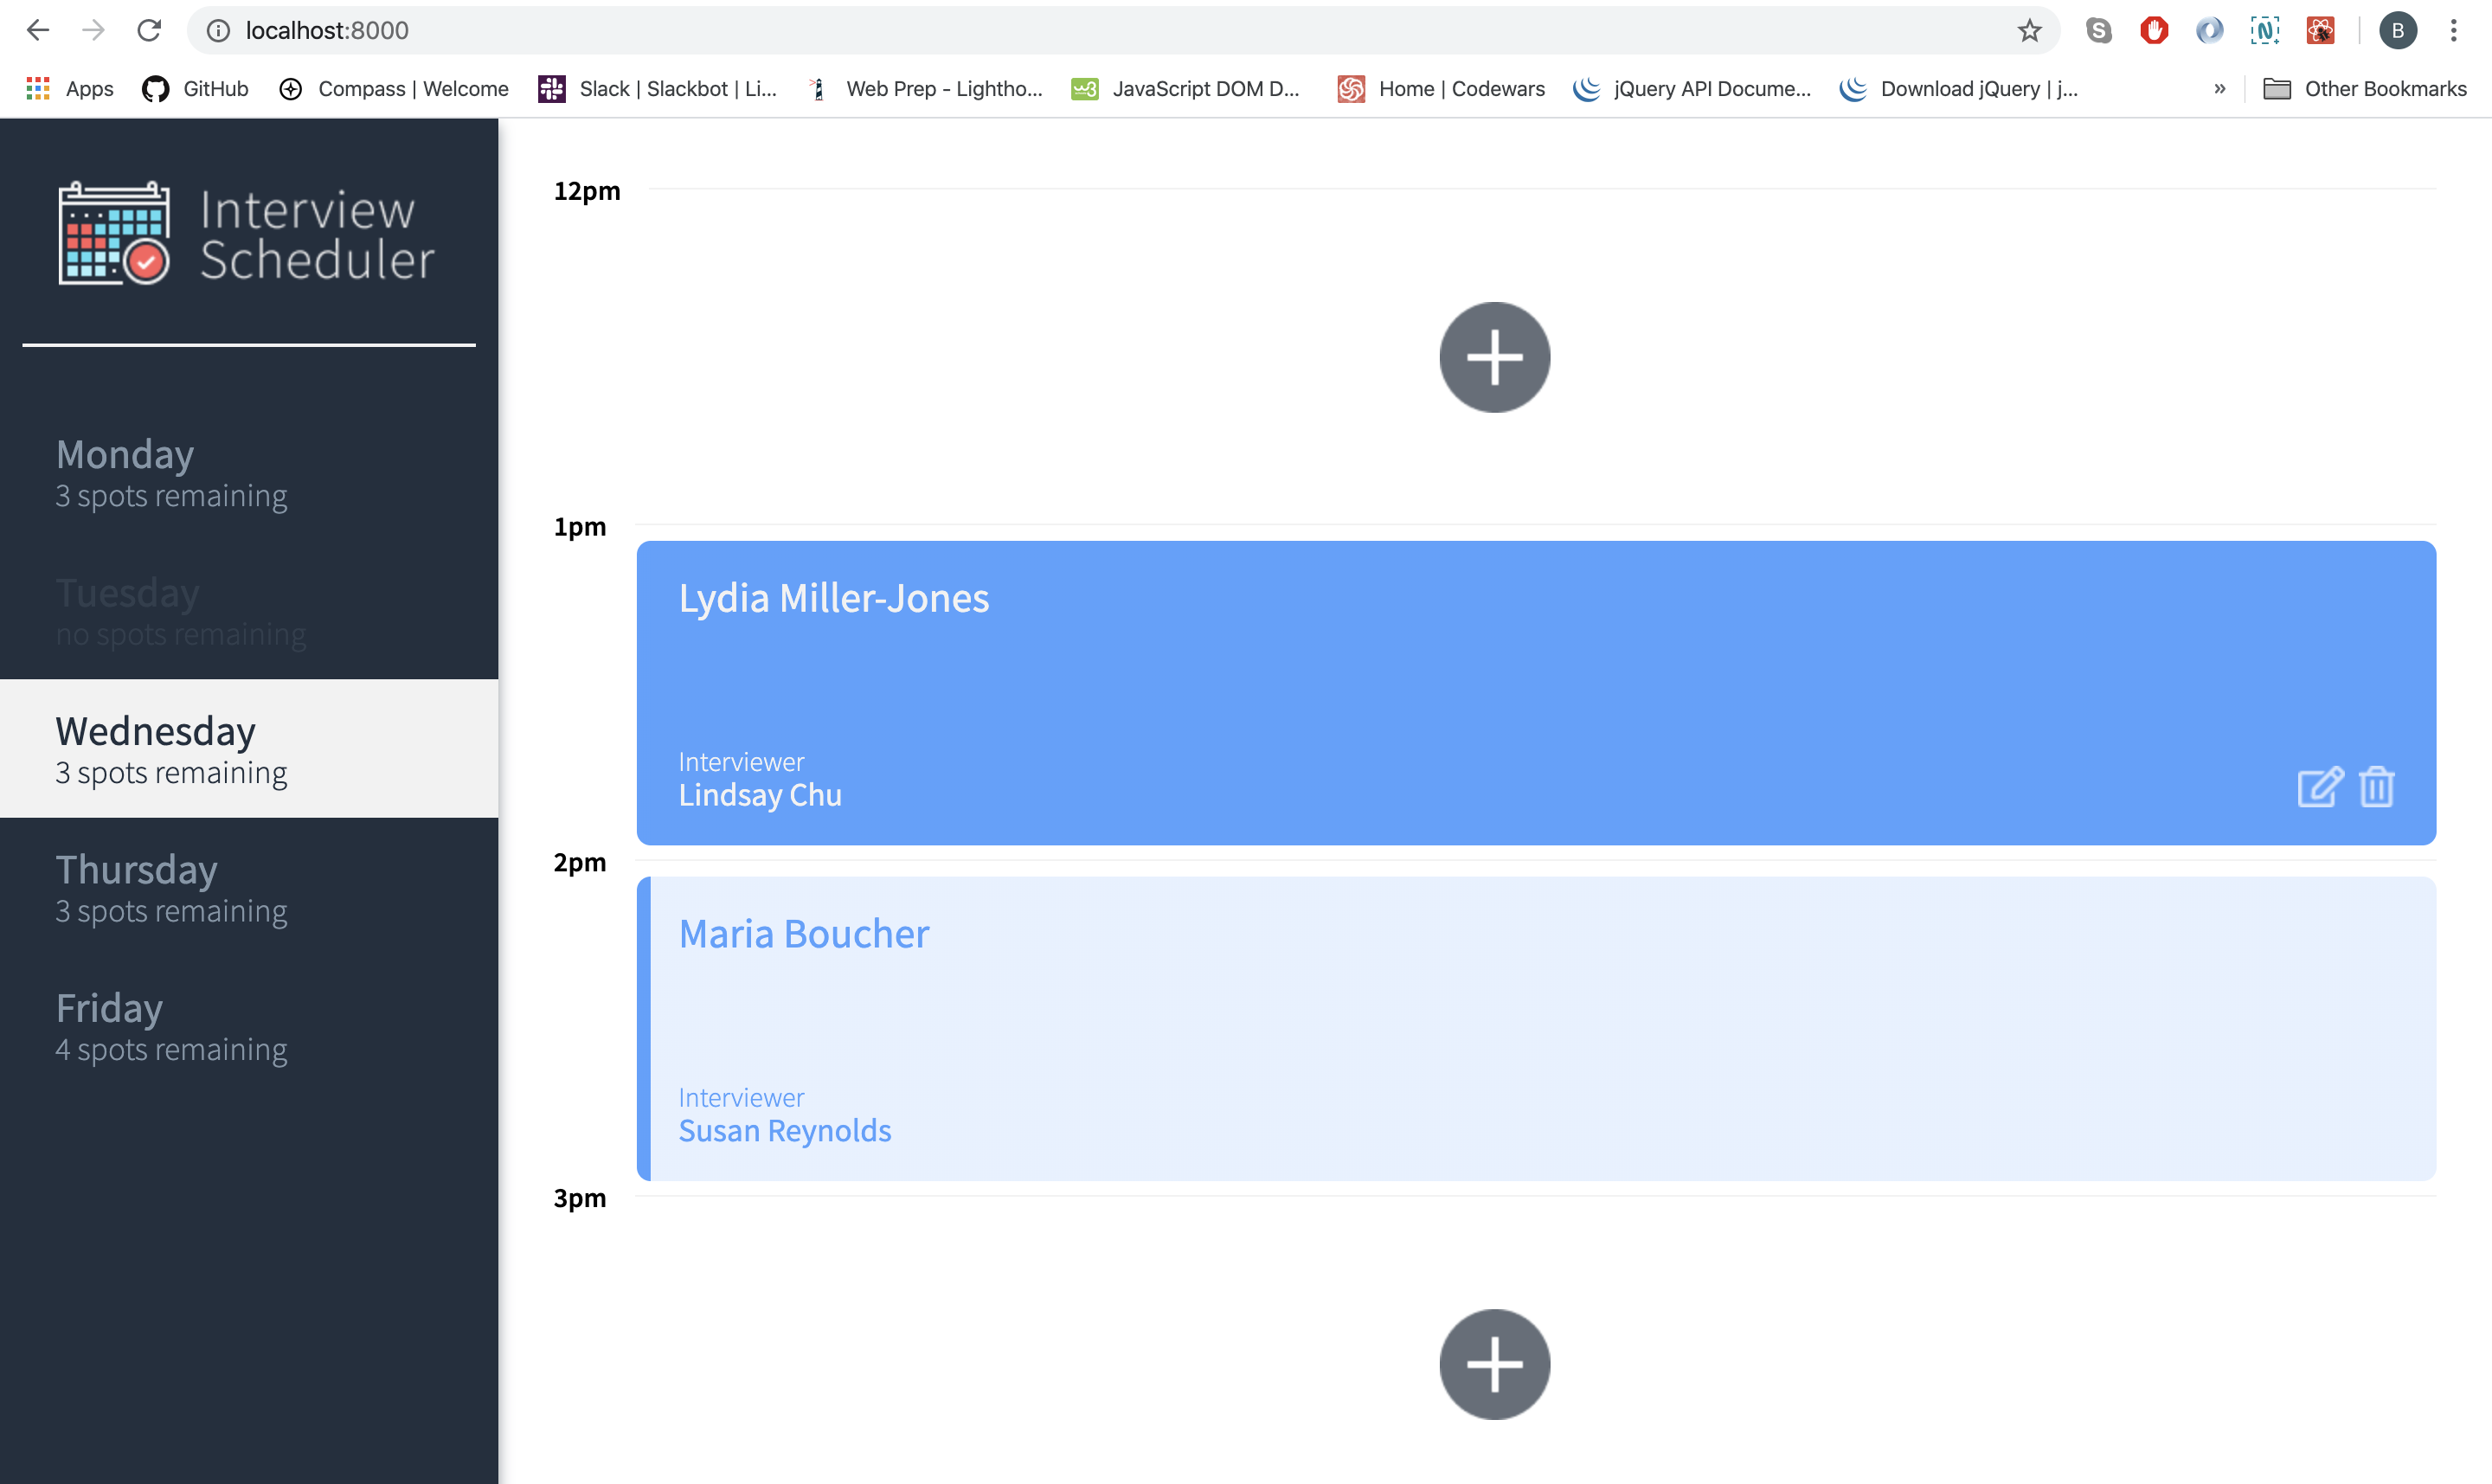 localhost:8000
B
Apps
GitHub
Compass | Welcome
Slack | Slackbot | Li...
Web Prep - Lightho...
JavaScript DOM D...
Home | Codewars
jQuery API Docume...
Download jQuery | j...
»
Other Bookmarks
Interview
Scheduler
Monday
3 spots remaining
Tuesday
no spots remaining
Wednesday
3 spots remaining
Thursday
3 spots remaining
Friday
4 spots remaining
12pm
1pm
Lydia Miller-Jones
Interviewer
Lindsay Chu
2pm
Maria Boucher
Interviewer
Susan Reynolds
3pm